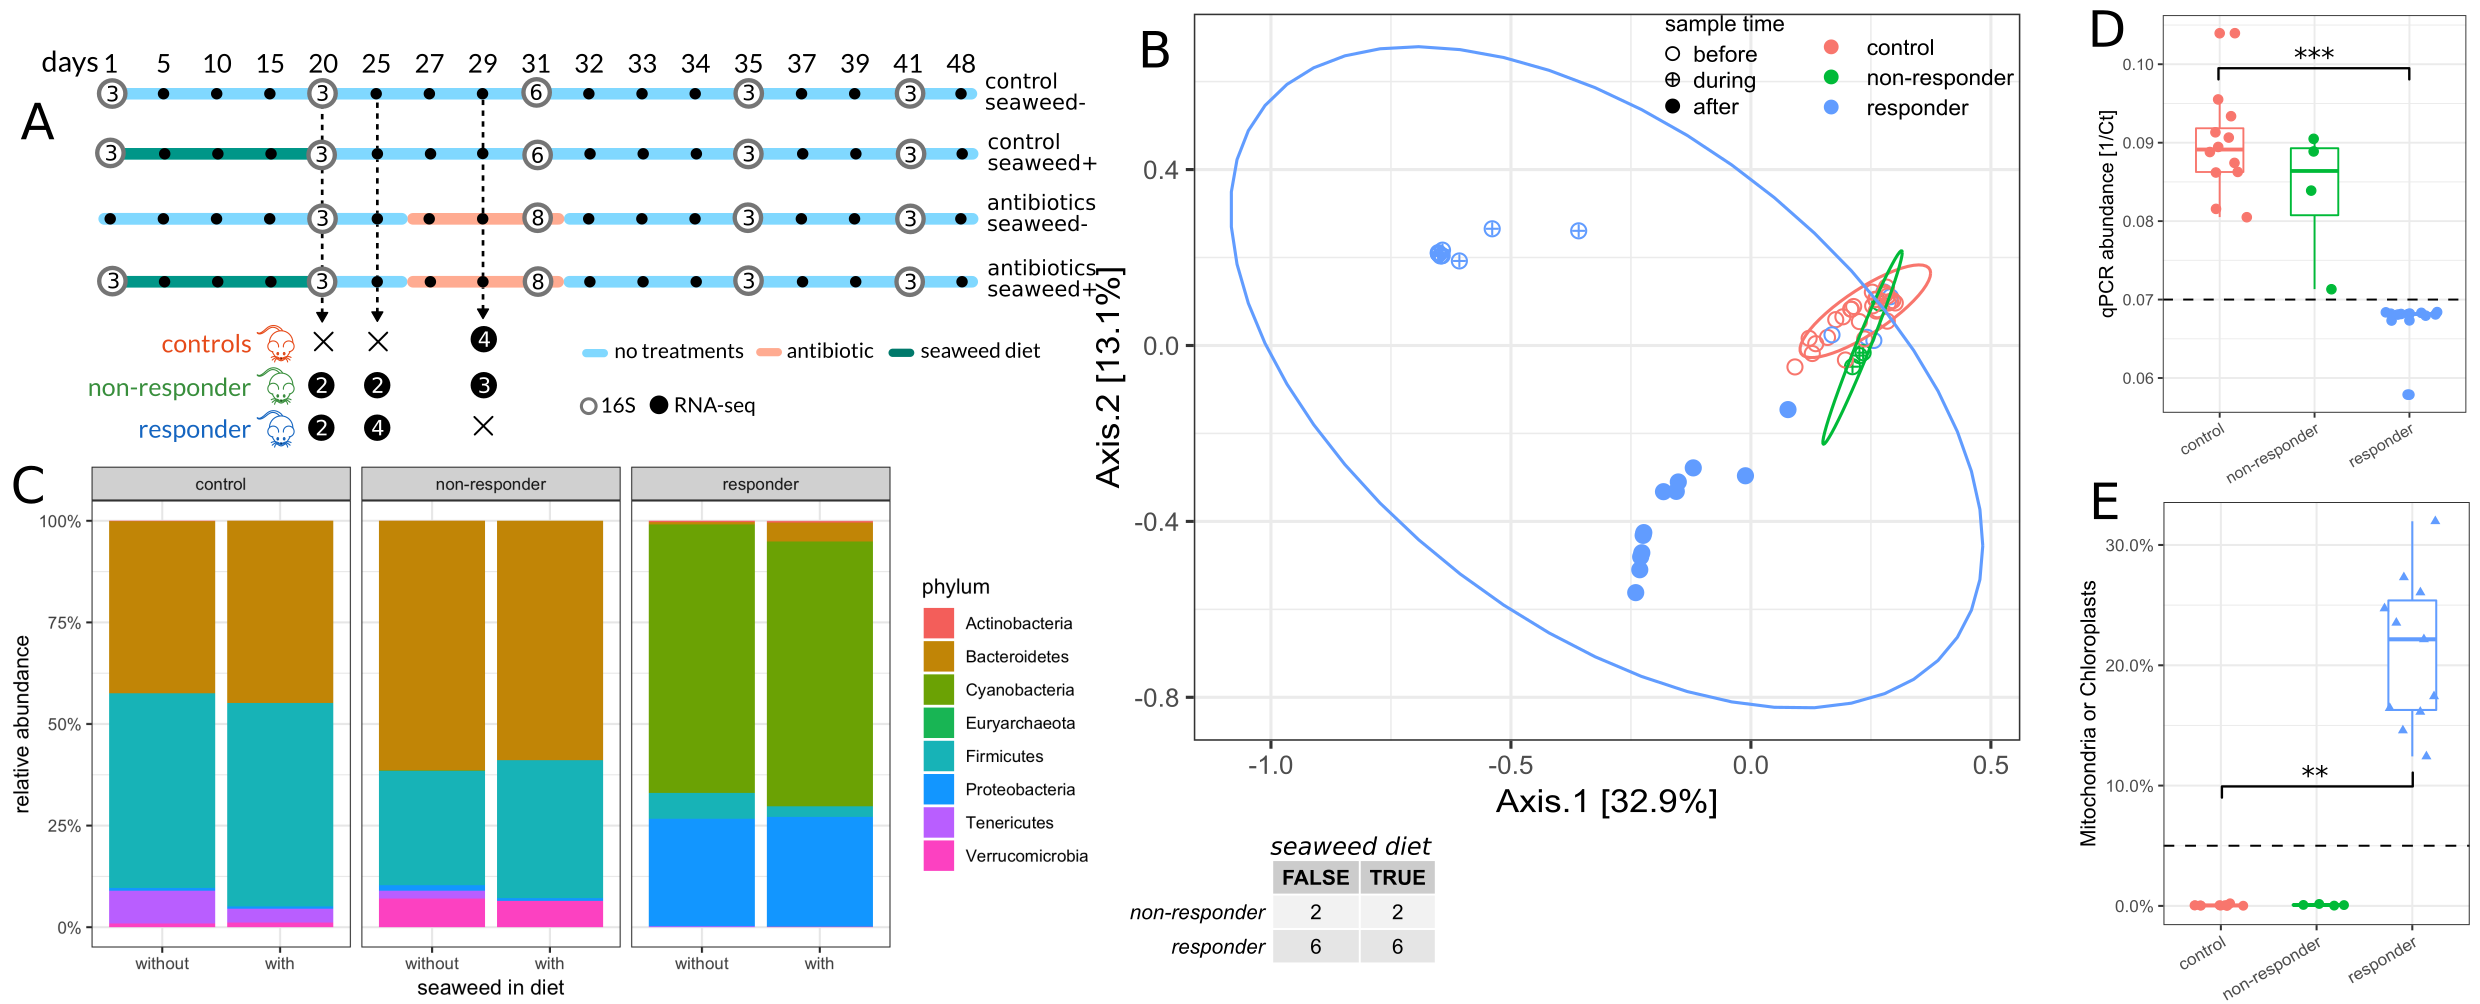 A
days 1 5 10 15 20 25 27 29 31 32 33 34 35 37 39 41 48
3 3 6 3 3 control
seaweed-
3 3 6 3 3 control
seaweed+
3 8 3 3 antibiotics
seaweed-
3 3 8 3 3 antibiotics
seaweed+
controls 4
non-responder 2 2 3
responder 2 4
no treatments antibiotic seaweed diet
16S RNA-seq
B
sample time
before
during
after
control
non-responder
responder
Axis.2 [13.1%]
0.4
0.0
-0.4
-0.8
-1.0 -0.5 0.0 0.5
Axis.1 [32.9%]
seaweed diet
FALSE TRUE
non-responder 2 2
responder 6 6
C
control non-responder responder
relative abundance
100%
75%
50%
25%
0%
without with without with without with
seaweed in diet
phylum
Actinobacteria
Bacteroidetes
Cyanobacteria
Euryarchaeota
Firmicutes
Proteobacteria
Tenericutes
Verrucomicrobia
D
qPCR abundance [1/Ct]
***
0.10
0.09
0.08
0.07
0.06
control non-responder responder
E
Mitochondria or Chloroplasts
30.0%
20.0%
10.0%
0.0%
**
control non-responder responder